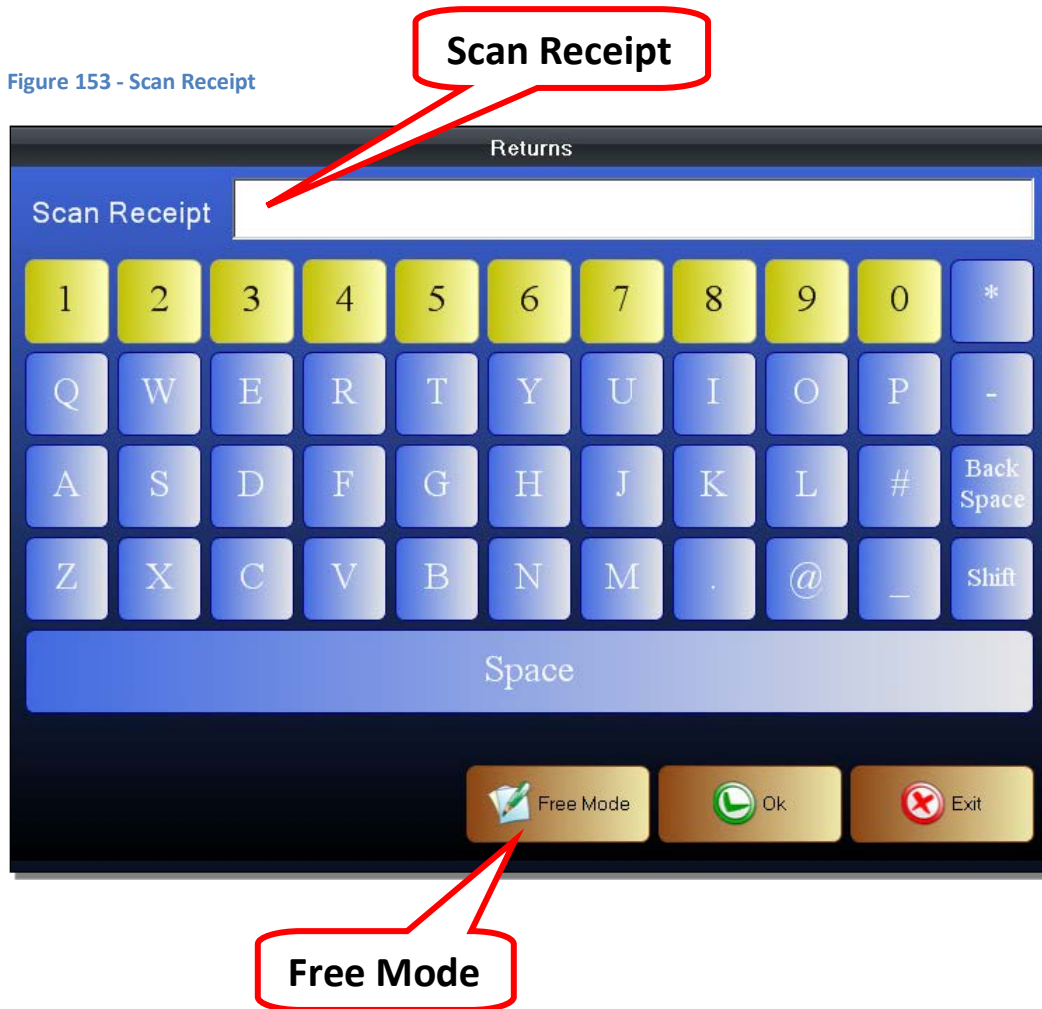 Scan Receipt
Figure 153 - Scan Receipt
Returns
Scan Receipt
1 2 3 4 5 6 7 8 9 0 *
Q W E R T Y U I O P -
A S D F G H J K L # Back Space
Z X C V B N M . @ _ Shift
Space
Free Mode Ok Exit
Free Mode